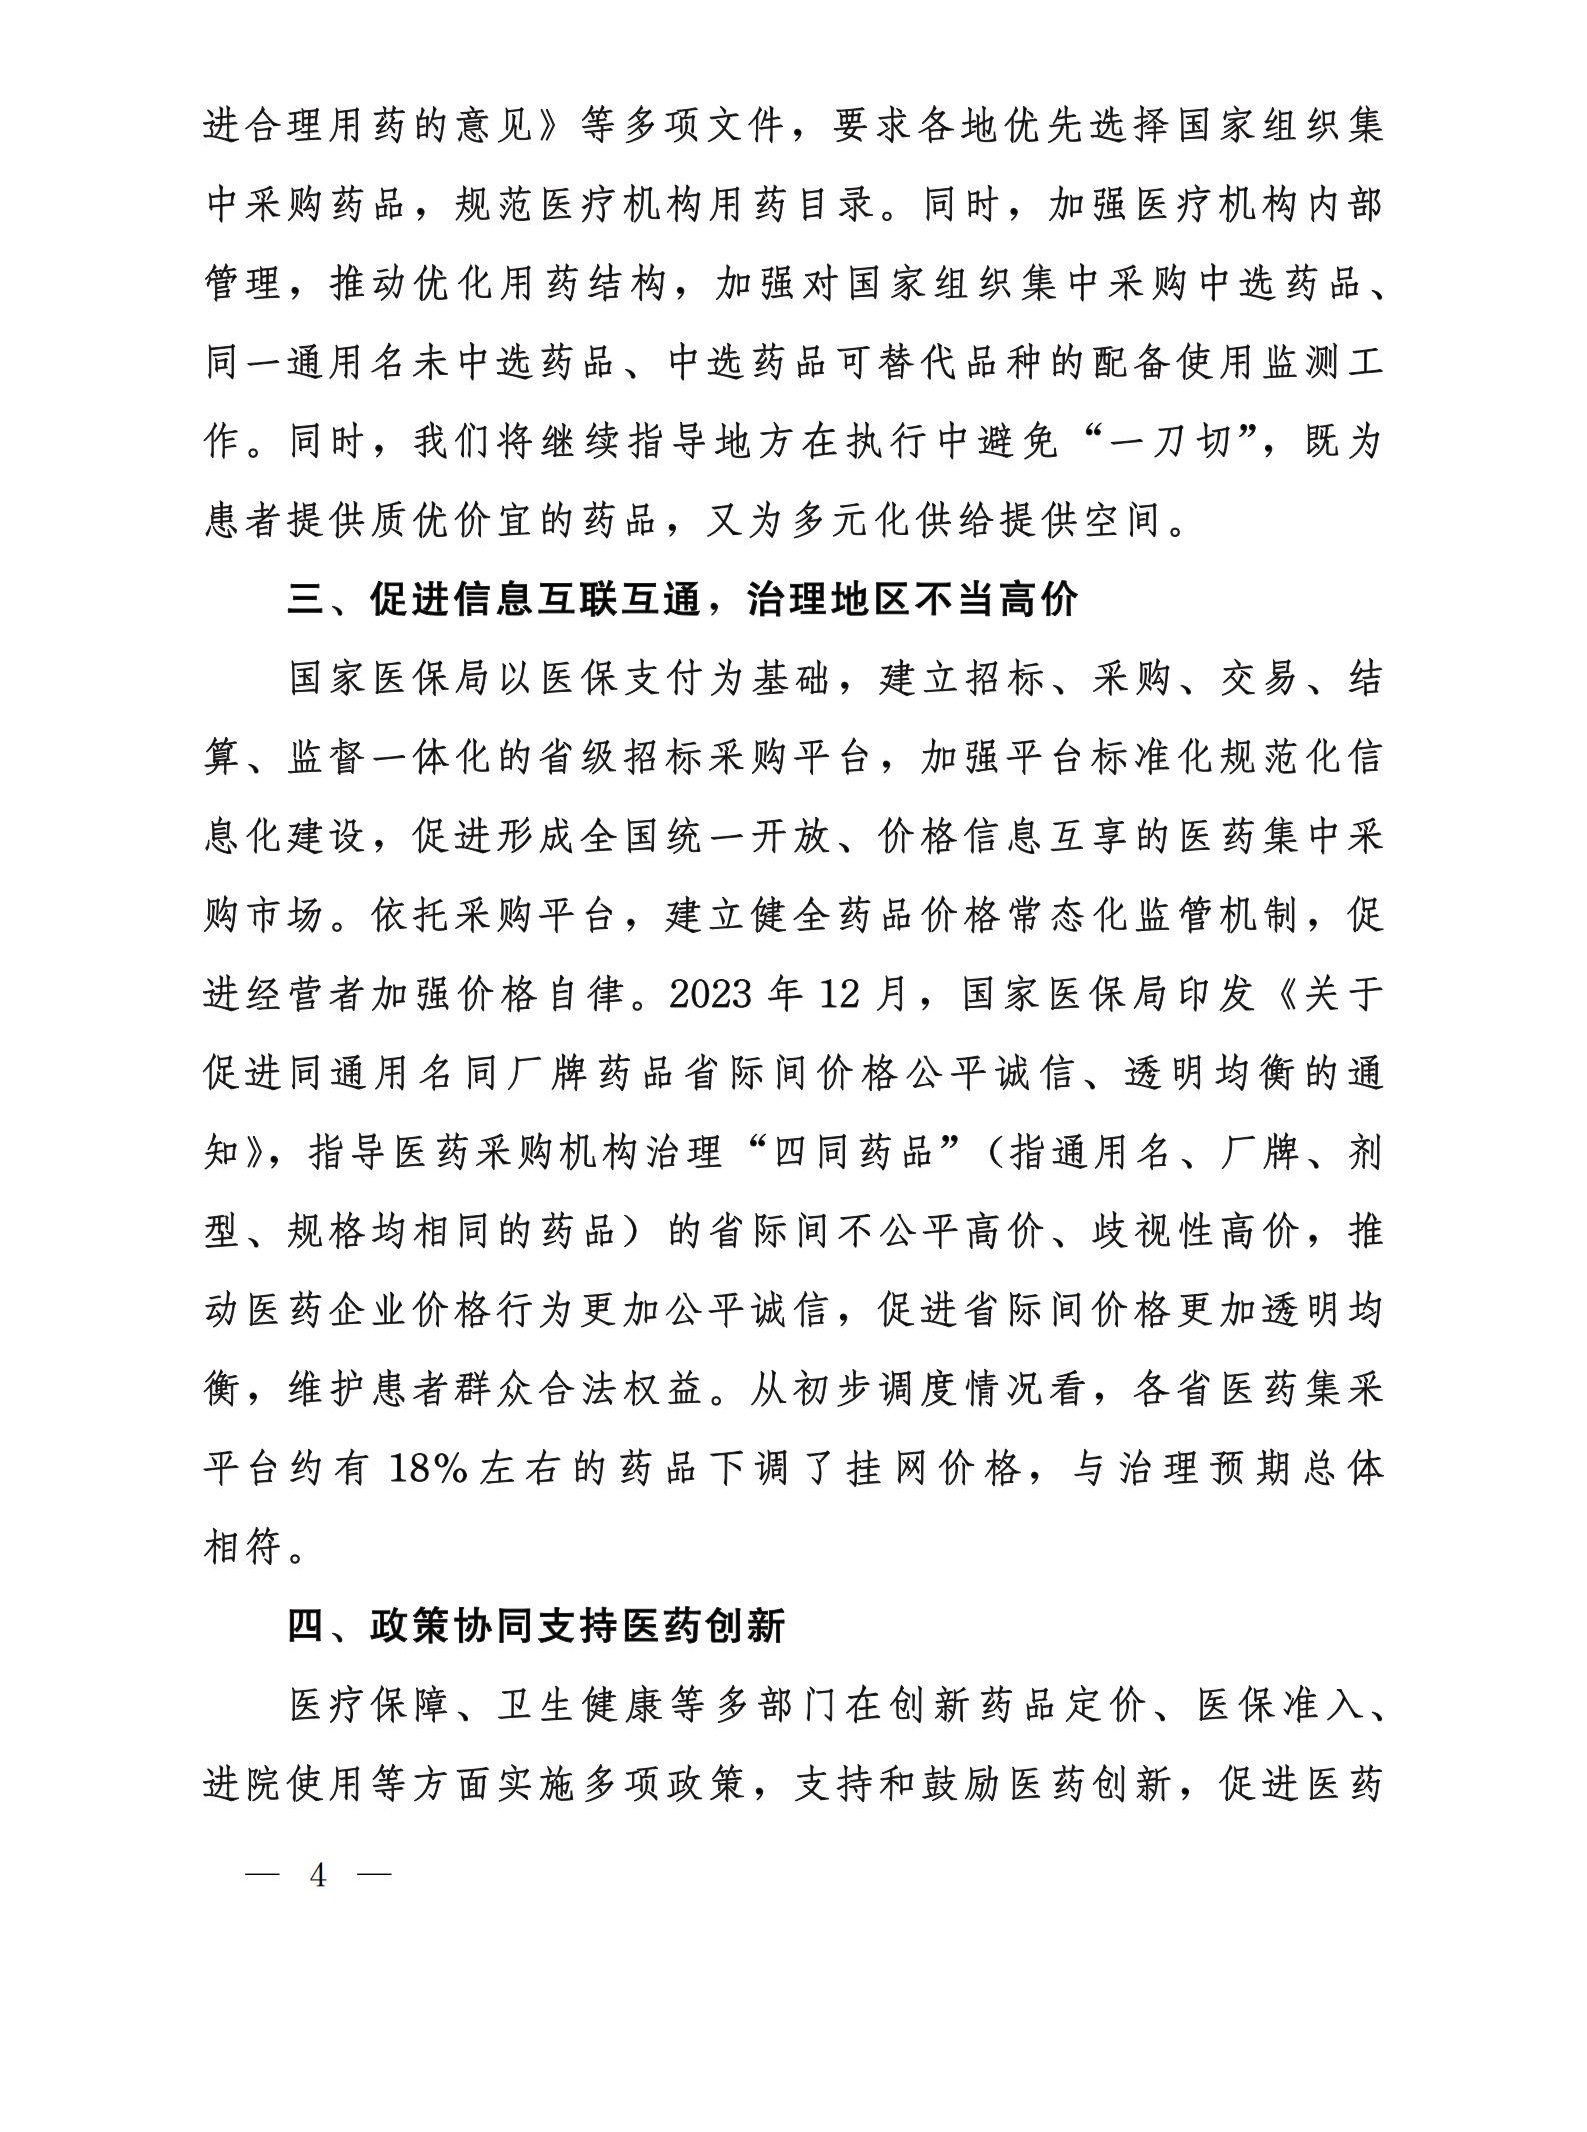 进合理用药的意见》等多项文件，要求各地优先选择国家组织集
中采购药品，规范医疗机构用药目录。同时，加强医疗机构内部
管理，推动优化用药结构，加强对国家组织集中采购中选药品、
同一通用名未中选药品、中选药品可替代品种的配备使用监测工
作。同时，我们将继续指导地方在执行中避免“一刀切”，既为
患者提供质优价宜的药品，又为多元化供给提供空间。
三、促进信息互联互通，治理地区不当高价
国家医保局以医保支付为基础，建立招标、采购、交易、结
算、监督一体化的省级招标采购平台，加强平台标准化规范化信
息化建设，促进形成全国统一开放、价格信息互享的医药集中采
购市场。依托采购平台，建立健全药品价格常态化监管机制，促
进经营者加强价格自律。2023 年 12 月，国家医保局印发《关于
促进同通用名同厂牌药品省际间价格公平诚信、透明均衡的通
知》，指导医药采购机构治理“四同药品”（指通用名、厂牌、剂
型、规格均相同的药品）的省际间不公平高价、歧视性高价，推
动医药企业价格行为更加公平诚信，促进省际间价格更加透明均
衡，维护患者群众合法权益。从初步调度情况看，各省医药集采
平台约有 18%左右的药品下调了挂网价格，与治理预期总体
相符。
四、政策协同支持医药创新
医疗保障、卫生健康等多部门在创新药品定价、医保准入、
进院使用等方面实施多项政策，支持和鼓励医药创新，促进医药
— 4 —